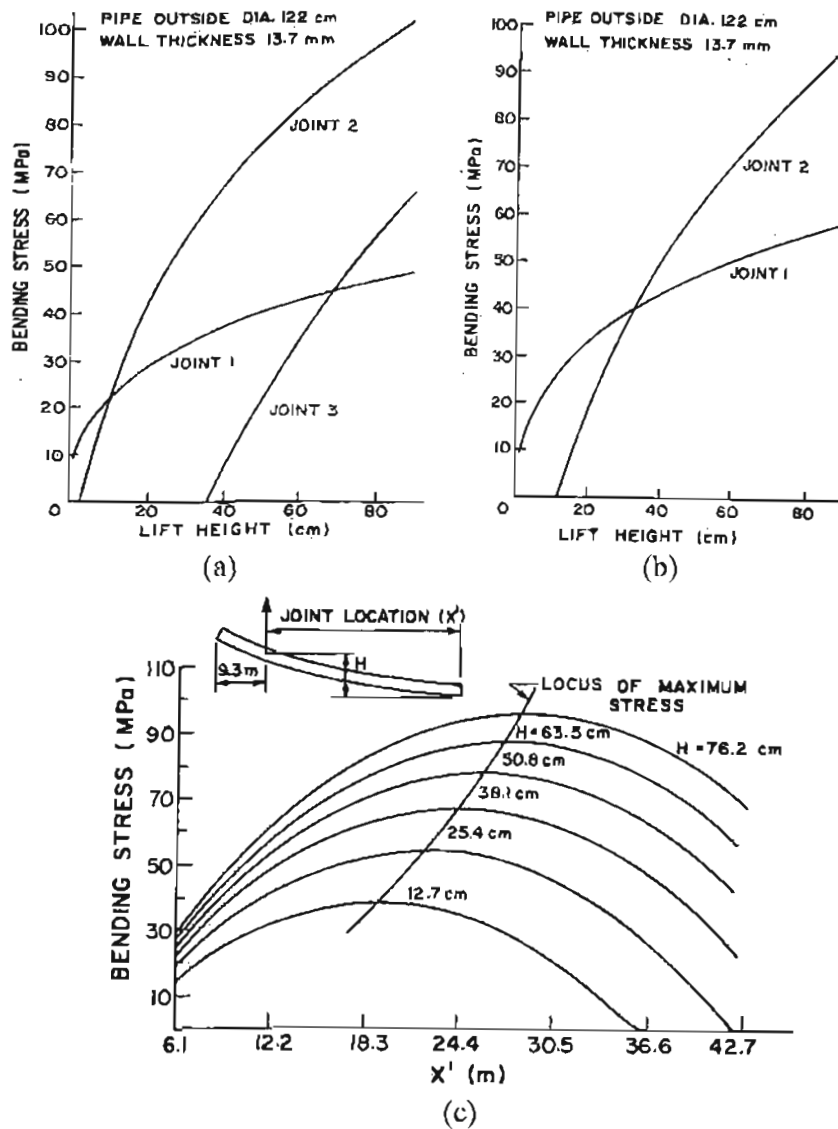 PIPE OUTSIDE DIA. 122 cm
WALL THICKNESS 13.7 mm
BENDING STRESS (MPa)
100
90
80
70
60
50
40
30
20
10
0
20
40
60
80
JOINT 2
JOINT 1
JOINT 3
LIFT HEIGHT (cm)
(a)
PIPE OUTSIDE DIA. 122 cm
WALL THICKNESS 13.7 mm
BENDING STRESS (MPa)
100
90
80
70
60
50
40
30
20
10
0
20
40
60
80
JOINT 2
JOINT 1
LIFT HEIGHT (cm)
(b)
JOINT LOCATION (X')
9.3 m
H
LOCUS OF MAXIMUM
STRESS
BENDING STRESS (MPa)
110
90
70
50
30
10
H=63.5 cm
H=76.2 cm
50.8 cm
38.1 cm
25.4 cm
12.7 cm
6.1
12.2
18.3
24.4
30.5
36.6
42.7
X' (m)
(c)